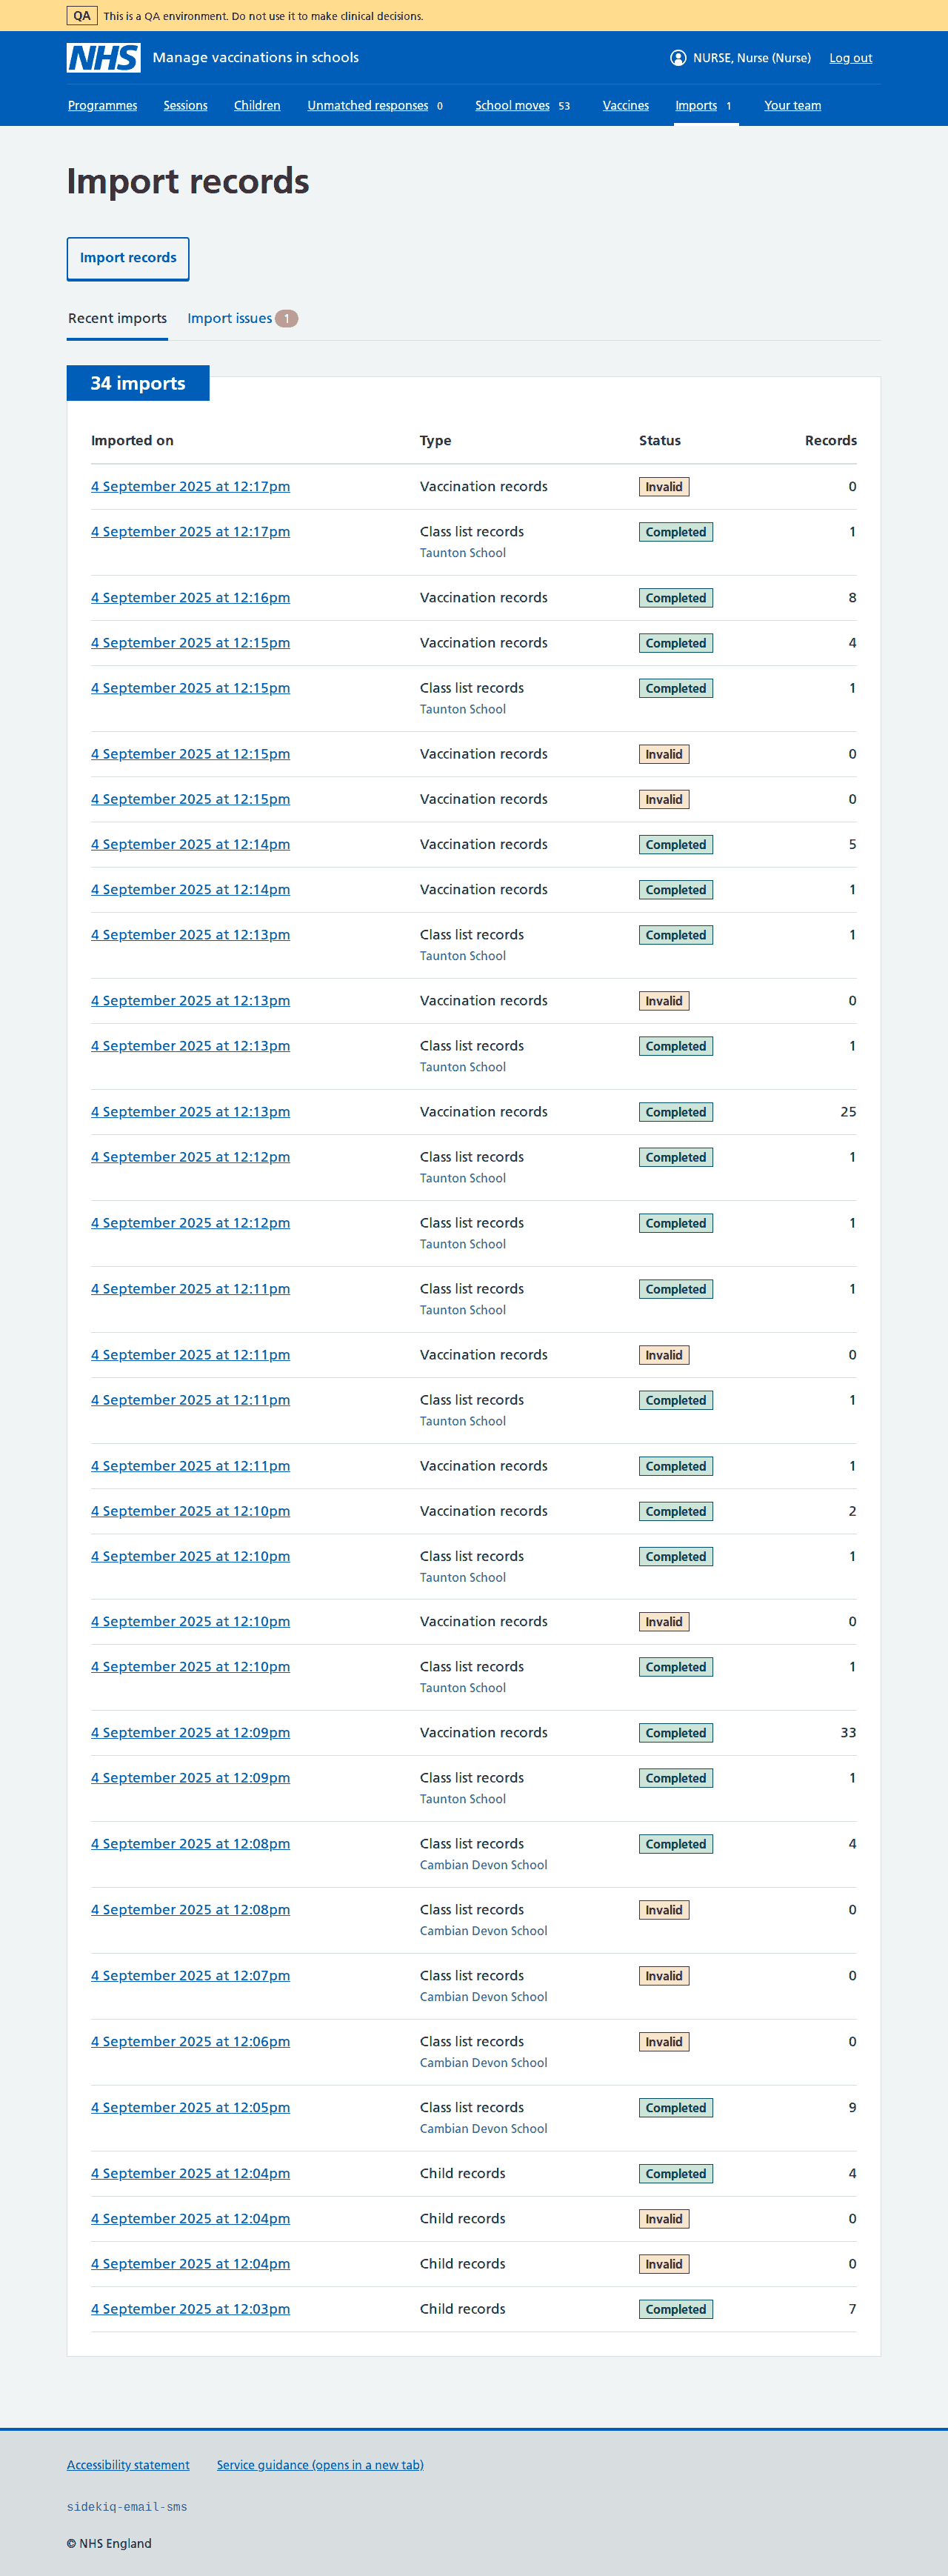 QA This is a QA environment. Do not use it to make clinical decisions.
NHS Manage vaccinations in schools NURSE, Nurse (Nurse) Log out
Programmes Sessions Children Unmatched responses 0 School moves 53 Vaccines Imports 1 Your team
Import records
Import records
Recent imports Import issues 1
34 imports
Imported on Type Status Records
4 September 2025 at 12:17pm Vaccination records Invalid 0
4 September 2025 at 12:17pm Class list records Completed 1
Taunton School
4 September 2025 at 12:16pm Vaccination records Completed 8
4 September 2025 at 12:15pm Vaccination records Completed 4
4 September 2025 at 12:15pm Class list records Completed 1
Taunton School
4 September 2025 at 12:15pm Vaccination records Invalid 0
4 September 2025 at 12:15pm Vaccination records Invalid 0
4 September 2025 at 12:14pm Vaccination records Completed 5
4 September 2025 at 12:14pm Vaccination records Completed 1
4 September 2025 at 12:13pm Class list records Completed 1
Taunton School
4 September 2025 at 12:13pm Vaccination records Invalid 0
4 September 2025 at 12:13pm Class list records Completed 1
Taunton School
4 September 2025 at 12:13pm Vaccination records Completed 25
4 September 2025 at 12:12pm Class list records Completed 1
Taunton School
4 September 2025 at 12:12pm Class list records Completed 1
Taunton School
4 September 2025 at 12:11pm Class list records Completed 1
Taunton School
4 September 2025 at 12:11pm Vaccination records Invalid 0
4 September 2025 at 12:11pm Class list records Completed 1
Taunton School
4 September 2025 at 12:11pm Vaccination records Completed 1
4 September 2025 at 12:10pm Vaccination records Completed 2
4 September 2025 at 12:10pm Class list records Completed 1
Taunton School
4 September 2025 at 12:10pm Vaccination records Invalid 0
4 September 2025 at 12:10pm Class list records Completed 1
Taunton School
4 September 2025 at 12:09pm Vaccination records Completed 33
4 September 2025 at 12:09pm Class list records Completed 1
Taunton School
4 September 2025 at 12:08pm Class list records Completed 4
Cambian Devon School
4 September 2025 at 12:08pm Class list records Invalid 0
Cambian Devon School
4 September 2025 at 12:07pm Class list records Invalid 0
Cambian Devon School
4 September 2025 at 12:06pm Class list records Invalid 0
Cambian Devon School
4 September 2025 at 12:05pm Class list records Completed 9
Cambian Devon School
4 September 2025 at 12:04pm Child records Completed 4
4 September 2025 at 12:04pm Child records Invalid 0
4 September 2025 at 12:04pm Child records Invalid 0
4 September 2025 at 12:03pm Child records Completed 7
Accessibility statement Service guidance (opens in a new tab)
sidekiq-email-sms
© NHS England